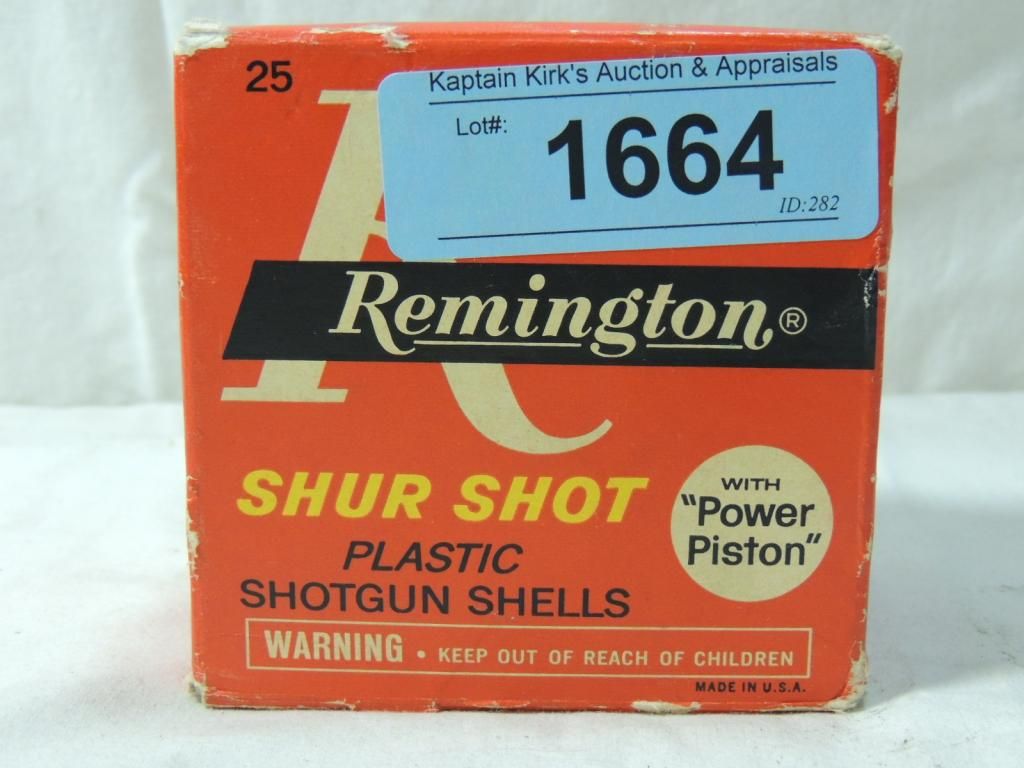 25
R
Kaptain Kirk's Auction & Appraisals
Lot#:
1664
ID:282
Remington®
SHUR SHOT
PLASTIC
SHOTGUN SHELLS
WITH
"Power
Piston"
WARNING • KEEP OUT OF REACH OF CHILDREN
MADE IN U.S.A.